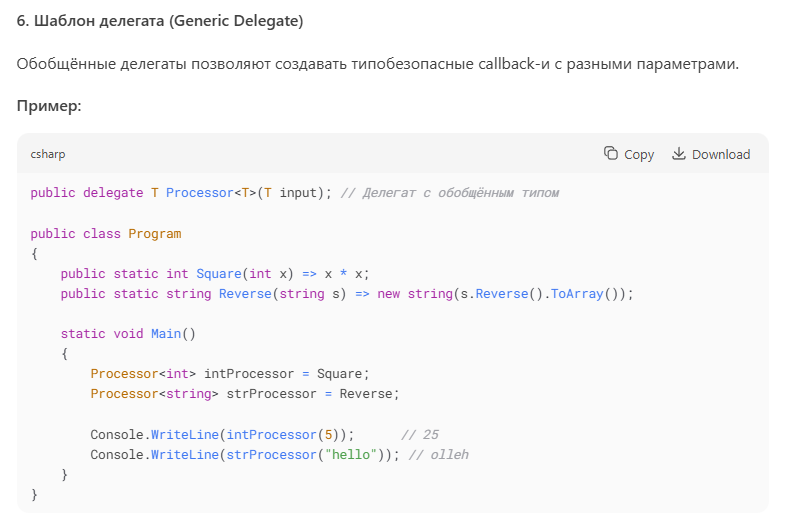 6. Шаблон делегата (Generic Delegate)
Обобщённые делегаты позволяют создавать типобезопасные callback-и с разными параметрами.
Пример:
csharp
Copy
Download
public delegate T Processor<T>(T input); // Делегат с обобщённым типом
public class Program
{
    public static int Square(int x) => x * x;
    public static string Reverse(string s) => new string(s.Reverse().ToArray());
    static void Main()
    {
        Processor<int> intProcessor = Square;
        Processor<string> strProcessor = Reverse;
        Console.WriteLine(intProcessor(5));      // 25
        Console.WriteLine(strProcessor("hello")); // olleh
    }
}